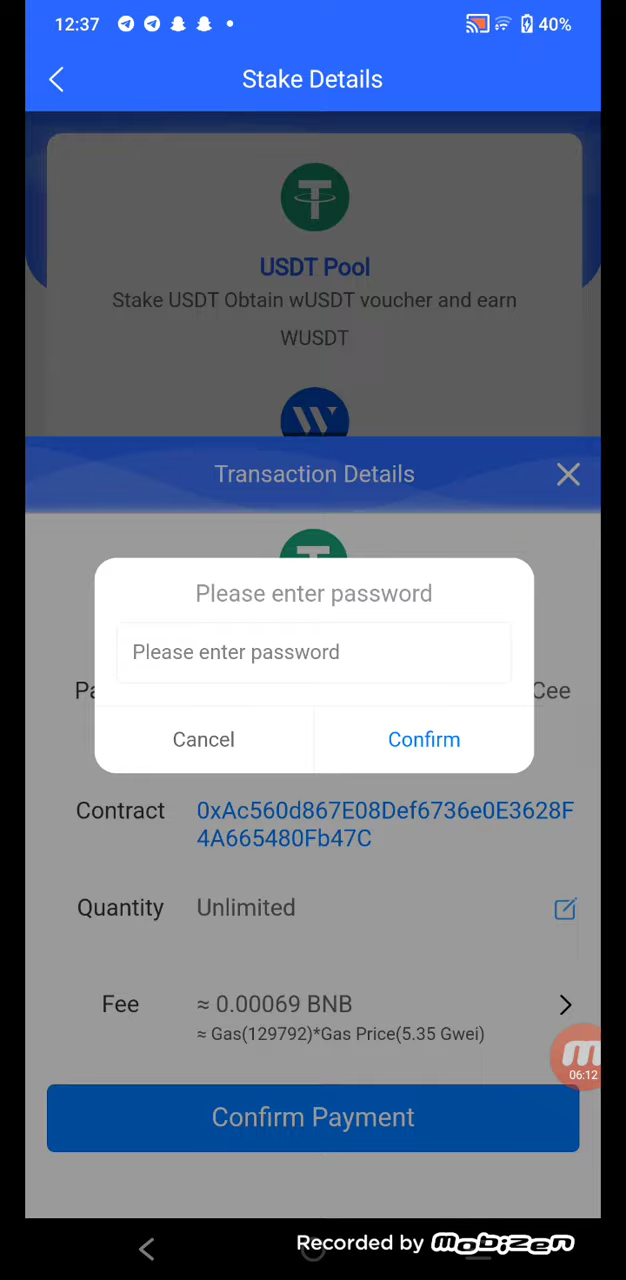 12:37
40%
Stake Details
USDT Pool
Stake USDT Obtain wUSDT voucher and earn
WUSDT
Transaction Details
Please enter password
Please enter password
Pa
Cee
Cancel
Confirm
Contract
0xAc560d867E08Def6736e0E3628F
4A665480Fb47C
Quantity
Unlimited
Fee
≈ 0.00069 BNB
≈ Gas(129792)*Gas Price(5.35 Gwei)
06:12
Confirm Payment
Recorded by Mobizen